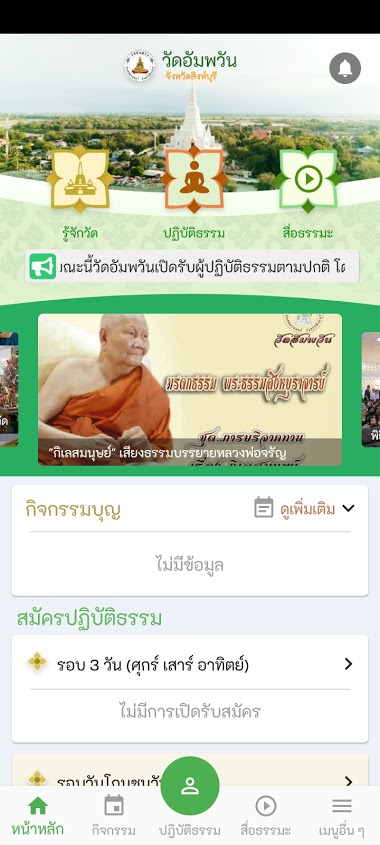 วัดอัมพวัน
จังหวัดสิงห์บุรี
รู้จักวัด
ปฏิบัติธรรม
สื่อธรรมะ
ขณะนี้วัดอัมพวันเปิดรับผู้ปฏิบัติธรรมตามปกติ โด
วัดอัมพวัน
มรดกธรรม พระธรรมสิงหบุราจารย์
ชุด..การบริจาคทาน
"กิเลสมนุษย์" เสียงธรรมบรรยายหลวงพ่อจรัญ
กิจกรรมบุญ
ดูเพิ่มเติม
ไม่มีข้อมูล
สมัครปฏิบัติธรรม
รอบ 3 วัน (ศุกร์ เสาร์ อาทิตย์)
ไม่มีการเปิดรับสมัคร
หน้าหลัก
กิจกรรม
ปฏิบัติธรรม
สื่อธรรมะ
เมนูอื่น ๆ